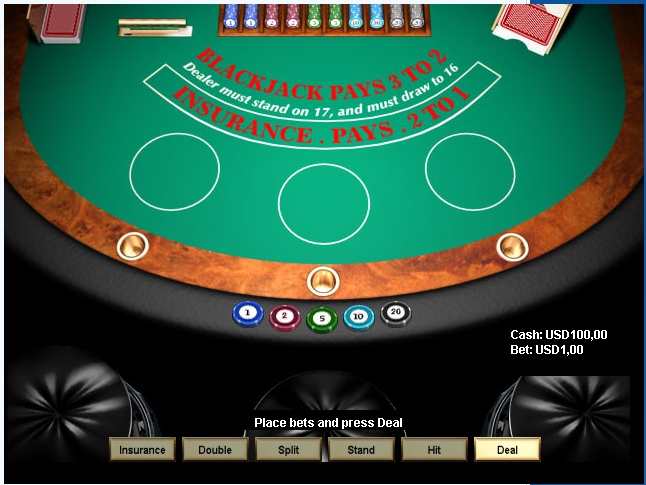 BLACKJACK PAYS 3 TO 2
Dealer must stand on 17, and must draw to 16
INSURANCE . PAYS . 2 TO 1
1 2 5 10 20
Cash: USD100,00
Bet: USD1,00
Place bets and press Deal
Insurance Double Split Stand Hit Deal